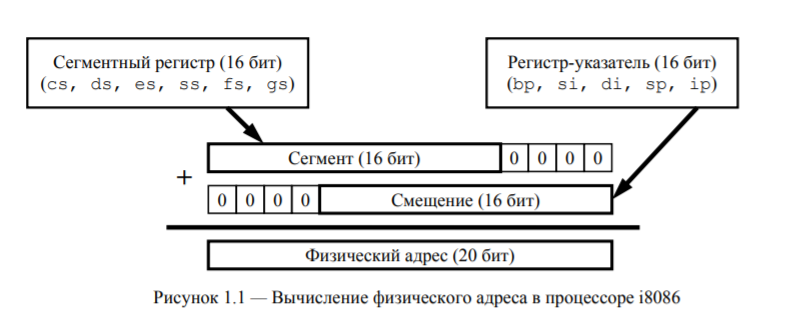 Сегментный регистр (16 бит)
(cs, ds, es, ss, fs, gs)
Регистр-указатель (16 бит)
(bp, si, di, sp, ip)
Сегмент (16 бит) 0 0 0 0
+
0 0 0 0 Смещение (16 бит)
Физический адрес (20 бит)
Рисунок 1.1 — Вычисление физического адреса в процессоре i8086